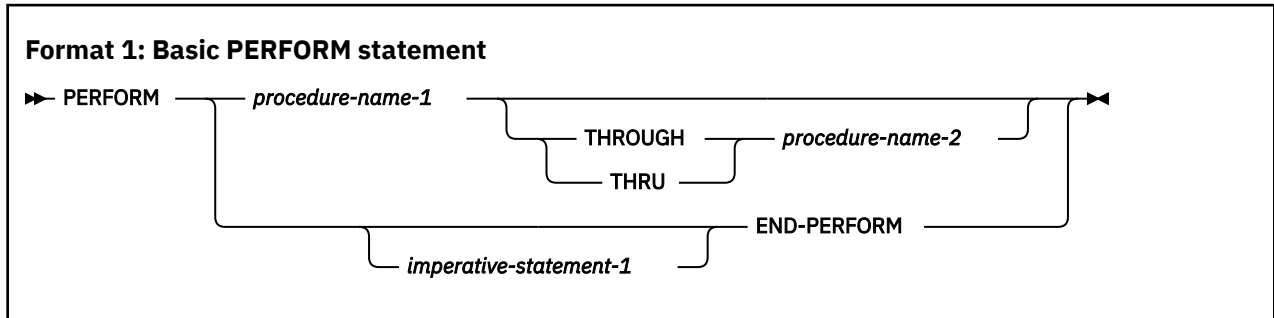 Format 1: Basic PERFORM statement
PERFORM procedure-name-1
THROUGH procedure-name-2
THRU
END-PERFORM
imperative-statement-1